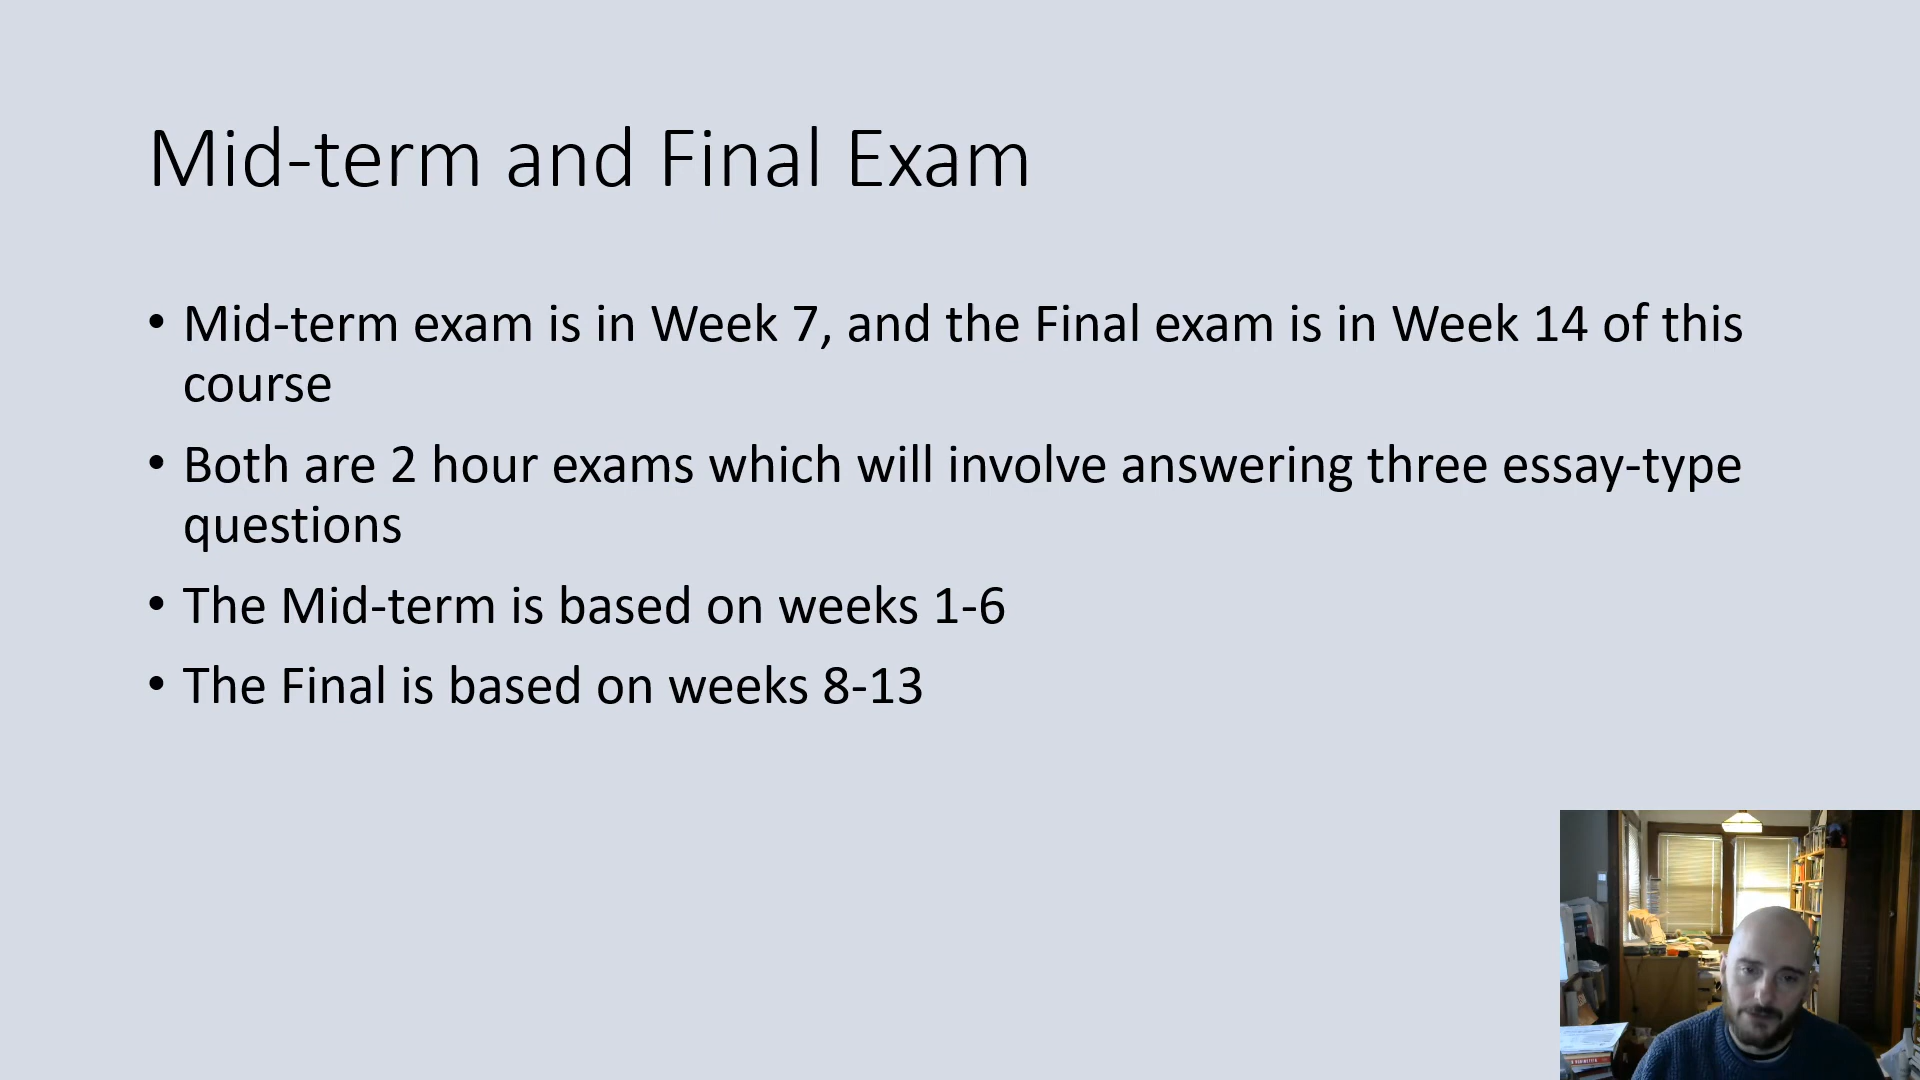 Mid-term and Final Exam
• Mid-term exam is in Week 7, and the Final exam is in Week 14 of this
course
• Both are 2 hour exams which will involve answering three essay-type
questions
• The Mid-term is based on weeks 1-6
• The Final is based on weeks 8-13